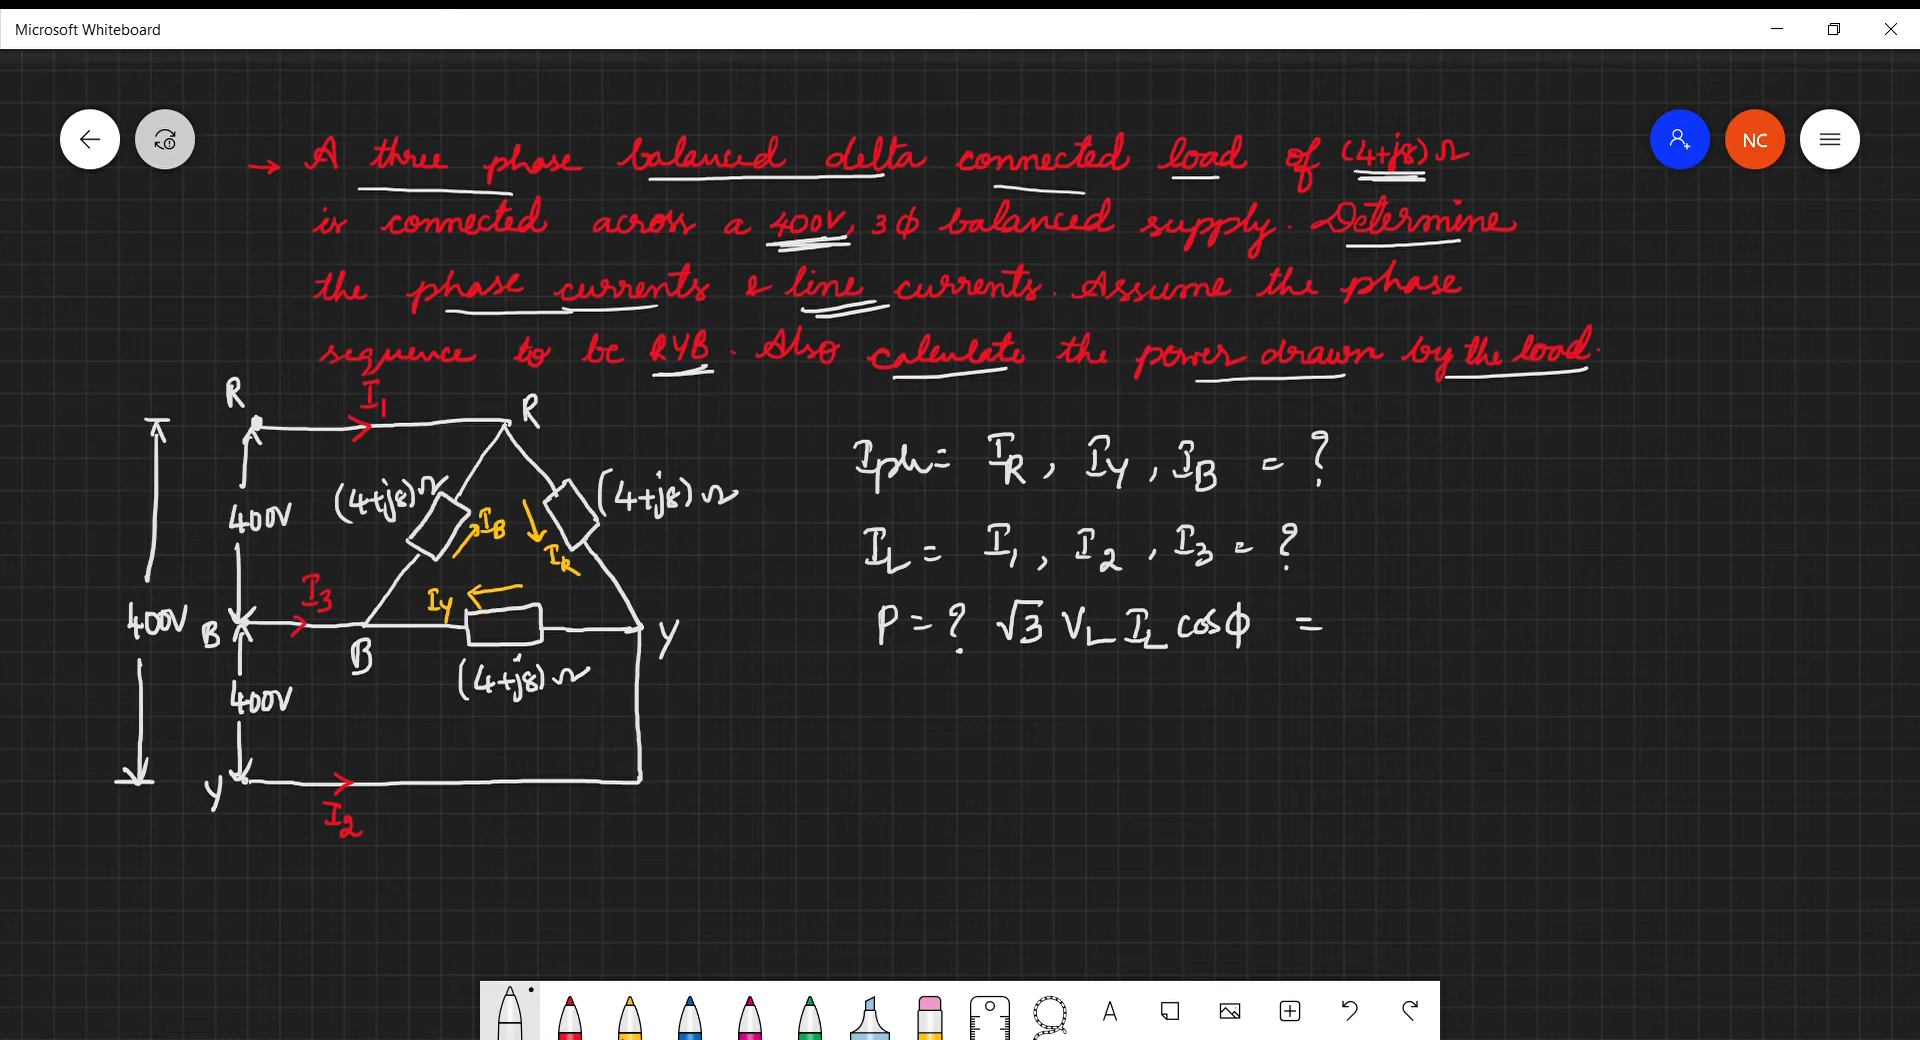 Microsoft Whiteboard
NC
→ A three phase balanced delta connected load of (4+j8)Ω
is connected across a 400V, 3ϕ balanced supply. Determine
the phase currents & line currents. Assume the phase
sequence to be RYB. Also calculate the power drawn by the load.
R
I1
R
(4+j8)Ω
(4+j8)Ω
400V
IB
IR
I3
IY
400V
B
B
Y
(4+j8)Ω
400V
Y
I2
Iph = IR, IY, IB = ?
IL = I1, I2, I3 = ?
P = ? √3 VL IL cosϕ =
A